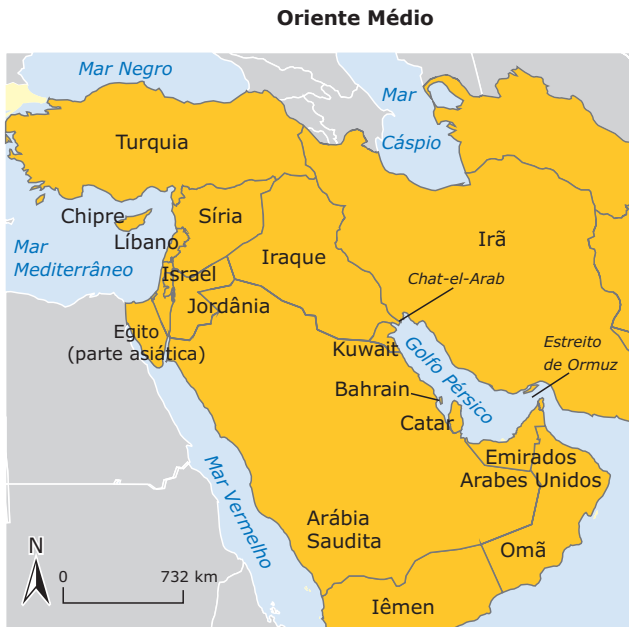 Oriente Médio
Mar Negro
Mar
Cáspio
Turquia
Chipre
Síria
Líbano
Mar
Mediterrâneo
Israel
Iraque
Irã
Chat-el-Arab
Jordânia
Egito
(parte asiática)
Kuwait
Golfo Pérsico
Estreito
de Ormuz
Bahrain
Catar
Emirados
Arabes Unidos
Mar Vermelho
Arábia
Saudita
Omã
Iêmen
N
0 732 km